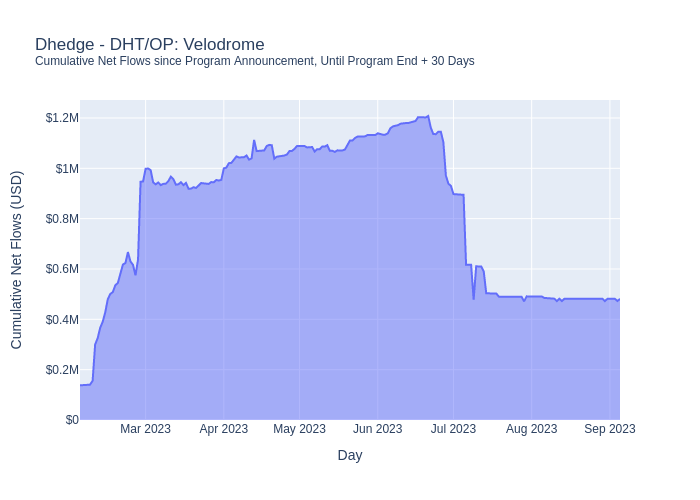 Dhedge - DHT/OP: Velodrome
Cumulative Net Flows since Program Announcement, Until Program End + 30 Days
Cumulative Net Flows (USD)
$1.2M
$1M
$0.8M
$0.6M
$0.4M
$0.2M
$0
Mar 2023 Apr 2023 May 2023 Jun 2023 Jul 2023 Aug 2023 Sep 2023
Day